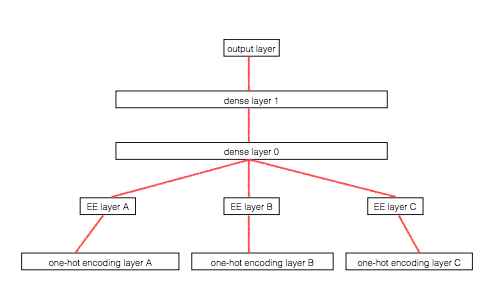 output layer
dense layer 1
dense layer 0
EE layer A
EE layer B
EE layer C
one-hot encoding layer A
one-hot encoding layer B
one-hot encoding layer C